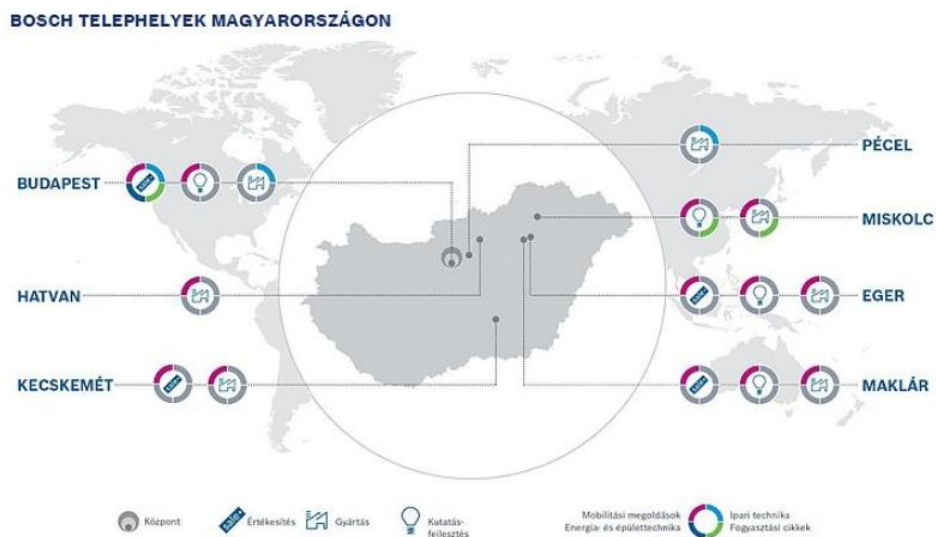 BOSCH TELEPHELYEK MAGYARORSZÁGON
PÉCEL
BUDAPEST
MISKOLC
HATVAN
EGER
KECSKEMÉT
MAKLÁR
Központ
sale
Értékesítés
Gyártás
Kutatás-
fejlesztés
Mobilitási megoldások
Ipari technika
Energia- és épülettechnika
Fogyasztási cikkek